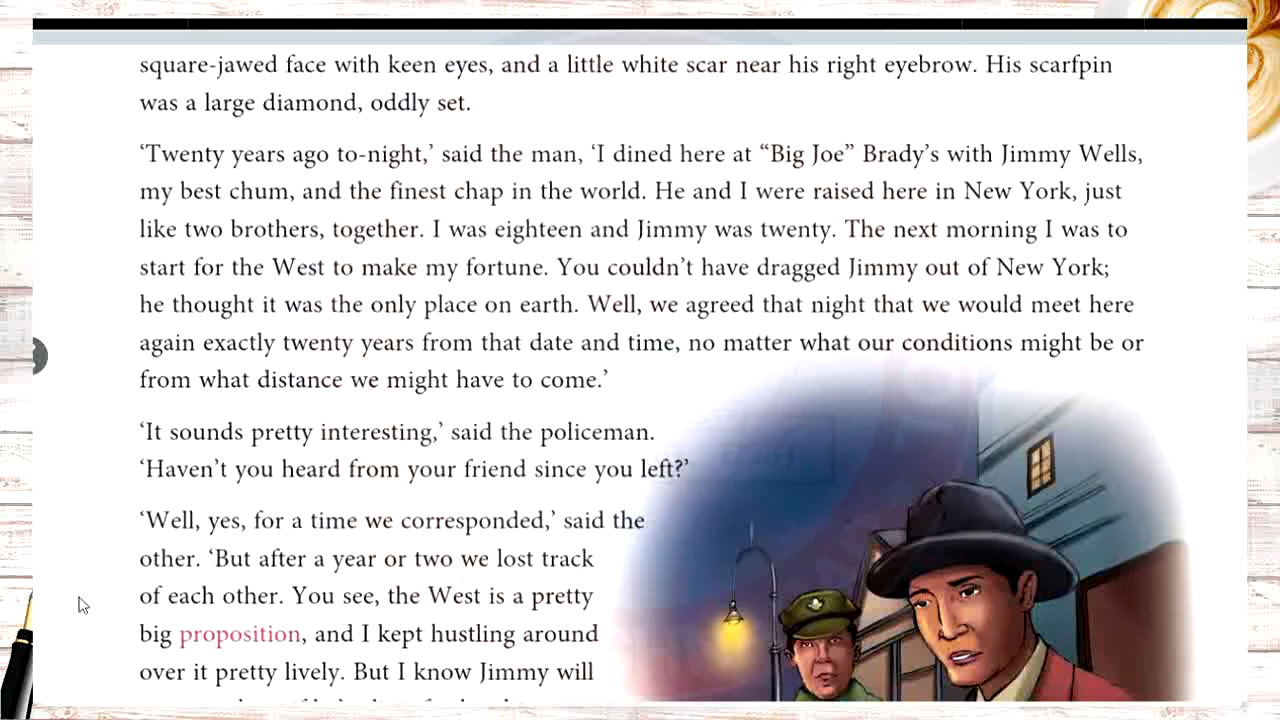 square-jawed face with keen eyes, and a little white scar near his right eyebrow. His scarfpin
was a large diamond, oddly set.
‘Twenty years ago to-night,’ said the man, ‘I dined here at “Big Joe” Brady’s with Jimmy Wells,
my best chum, and the finest chap in the world. He and I were raised here in New York, just
like two brothers, together. I was eighteen and Jimmy was twenty. The next morning I was to
start for the West to make my fortune. You couldn’t have dragged Jimmy out of New York;
he thought it was the only place on earth. Well, we agreed that night that we would meet here
again exactly twenty years from that date and time, no matter what our conditions might be or
from what distance we might have to come.’
‘It sounds pretty interesting,’ said the policeman.
‘Haven’t you heard from your friend since you left?’
‘Well, yes, for a time we corresponded,’ said the
other. ‘But after a year or two we lost track
of each other. You see, the West is a pretty
big proposition, and I kept hustling around
over it pretty lively. But I know Jimmy will